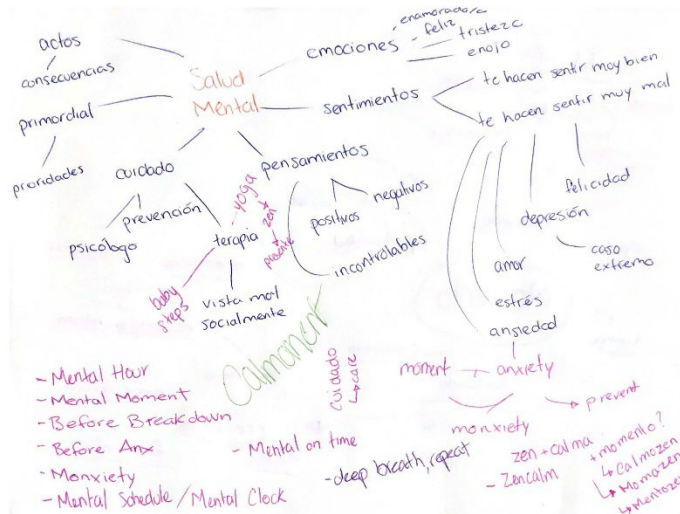 actos
consecuencias
primordial
prioridades
Salud
Mental
emociones
enamorada
feliz
tristeza
enojo
sentimientos
te hacen sentir muy bien
te hacen sentir muy mal
cuidado
psicólogo
prevención
terapia
yoga
zen
practice
baby
steps
vista mal
socialmente
pensamientos
negativos
positivos
incontrolables
felicidad
depresión
caso
extremo
amor
estrés
ansiedad
Calmoment
cuidado
↳care
moment + anxiety
prevent
monxiety
- Mental Hour
- Mental Moment
- Before Breakdown
- Before Anx
- Monxiety
- Mental Schedule / Mental Clock
- Mental on time
- deep breath, repeat
zen + calma
- Zencalm
+ momento?
↳ Calmozen
↳ Momozen
↳ Mentozen